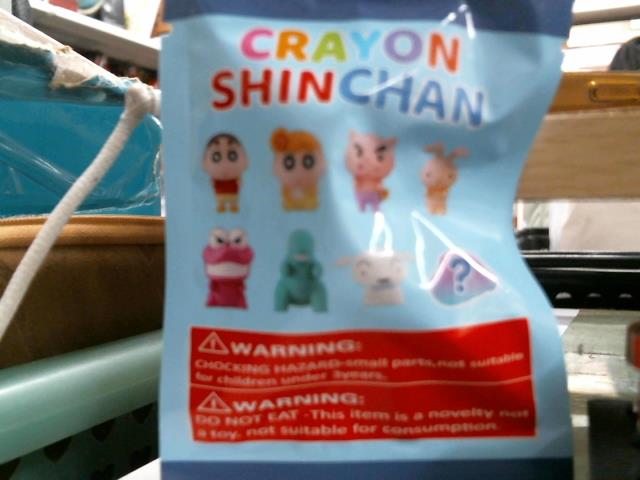 CRAYON
SHINCHAN
?
WARNING:
CHOCKING HAZARD-small parts,not suitable
for children under 3years.
WARNING:
DO NOT EAT -This item is a novelty not
a toy, not suitable for consumption.